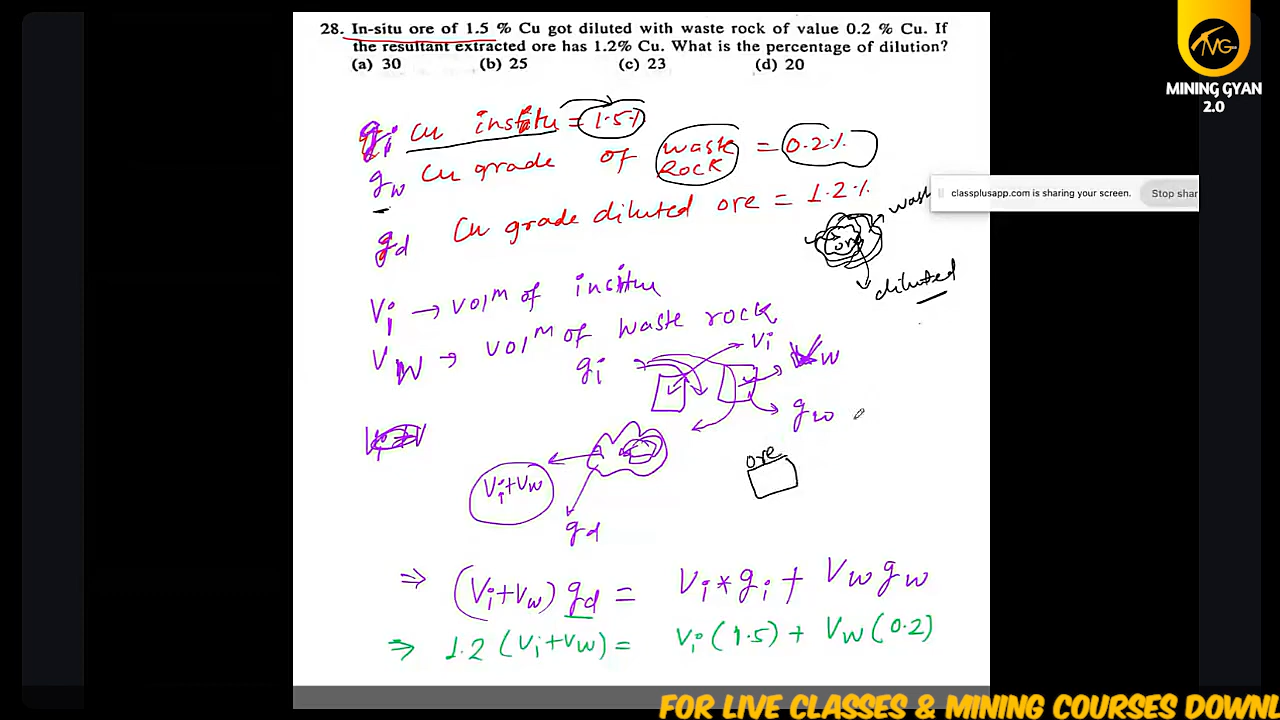 28. In-situ ore of 1.5 % Cu got diluted with waste rock of value 0.2 % Cu. If
the resultant extracted ore has 1.2% Cu. What is the percentage of dilution?
(a) 30 (b) 25 (c) 23 (d) 20
TVG
MINING GYAN
2.0
gi Cu insitu = 1.5%
gw Cu grade of waste Rock = 0.2%
gd Cu grade diluted ore = 1.2%
classplusapp.com is sharing your screen. Stop shar
ore
diluted
Vi → volm of insitu
Vw → volm of waste rock
gi Vi
w
gw
ore
Vi+Vw
gd
⇒ (Vi+Vw) gd = Vi*gi + Vw gw
⇒ 1.2 (Vi+Vw) = Vi (1.5) + Vw (0.2)
FOR LIVE CLASSES & MINING COURSES DOWNL